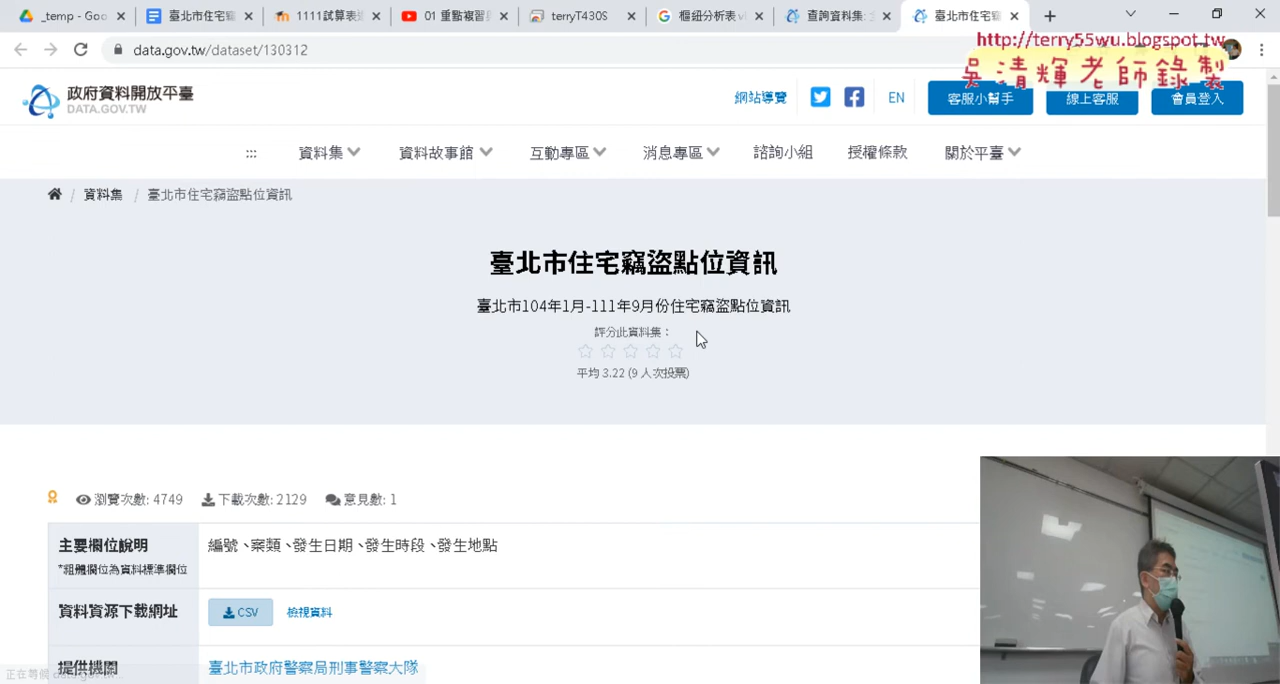 _temp - Goo
臺北市住宅竊
1111試算表進
01 重點複習
terryT430S
樞紐分析表vl
查詢資料集:
臺北市住宅竊
data.gov.tw/dataset/130312
http://terry55wu.blogspot.tw
吳清輝老師錄製
政府資料開放平臺
DATA.GOV.TW
網站導覽
EN
客服小幫手
線上客服
會員登入
:::
資料集
資料故事館
互動專區
消息專區
諮詢小組
授權條款
關於平臺
/ 資料集 / 臺北市住宅竊盜點位資訊
臺北市住宅竊盜點位資訊
臺北市104年1月-111年9月份住宅竊盜點位資訊
評分此資料集：
平均 3.22 (9 人次投票)
瀏覽次數: 4749 下載次數: 2129 意見數: 1
主要欄位說明
*粗體欄位為資料標準欄位
編號、案類、發生日期、發生時段、發生地點
資料資源下載網址
CSV
檢視資料
提供機關
臺北市政府警察局刑事警察大隊